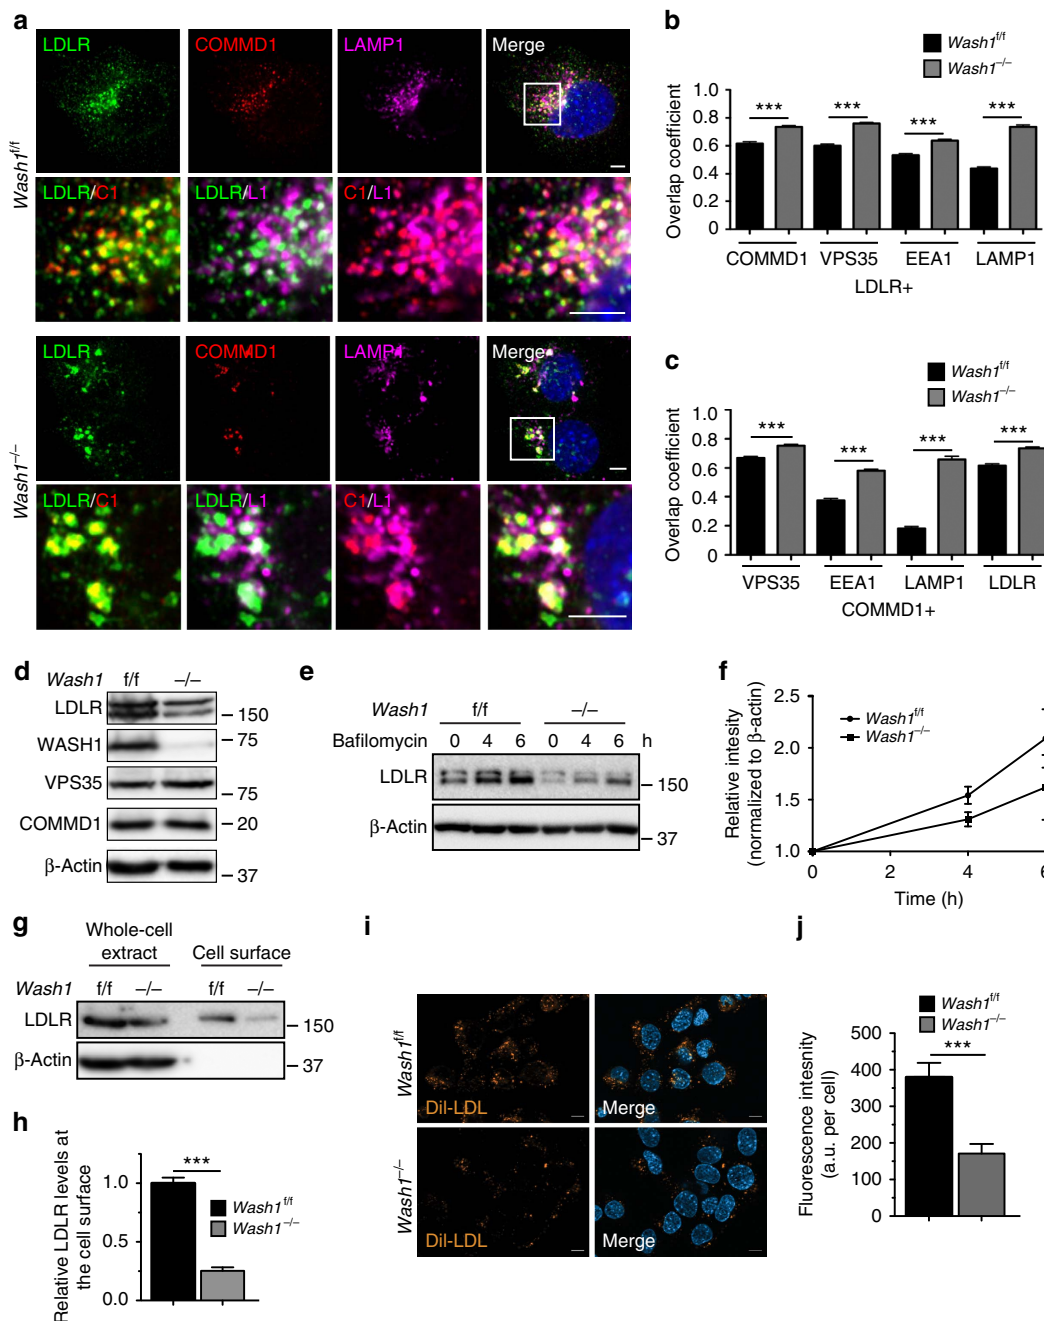 a
LDLR COMMD1 LAMP1 Merge
Wash1f/f
LDLR/C1 LDLR/L1 C1/L1
LDLR COMMD1 LAMP1 Merge
Wash1–/–
LDLR/C1 LDLR/L1 C1/L1
b
Wash1f/f
Wash1–/–
Overlap coefficient
1.0
0.8
0.6
0.4
0.2
0
*** *** *** ***
COMMD1 VPS35 EEA1 LAMP1
LDLR+
c
Wash1f/f
Wash1–/–
Overlap coefficient
1.0
0.8
0.6
0.4
0.2
0
*** *** *** ***
VPS35 EEA1 LAMP1 LDLR
COMMD1+
d
Wash1 f/f –/–
LDLR
150
WASH1
75
VPS35
75
COMMD1
20
β-Actin
37
e
Wash1 f/f –/–
Bafilomycin 0 4 6 0 4 6 h
LDLR
150
β-Actin
37
f
Relative intesity
(normalized to β-actin)
2.5
2.0
1.5
1.0
Wash1f/f
Wash1–/–
0 2 4 6
Time (h)
g
Whole-cell
extract
Cell surface
Wash1 f/f –/– f/f –/–
LDLR
150
β-Actin
37
h
Relative LDLR levels at
the cell surface
1.0
0.5
0.0
***
Wash1f/f
Wash1–/–
i
Wash1f/f
Dil-LDL Merge
Wash1–/–
Dil-LDL Merge
j
Wash1f/f
Wash1–/–
Fluorescence intesnity
(a.u. per cell)
500
400
300
200
100
0
***